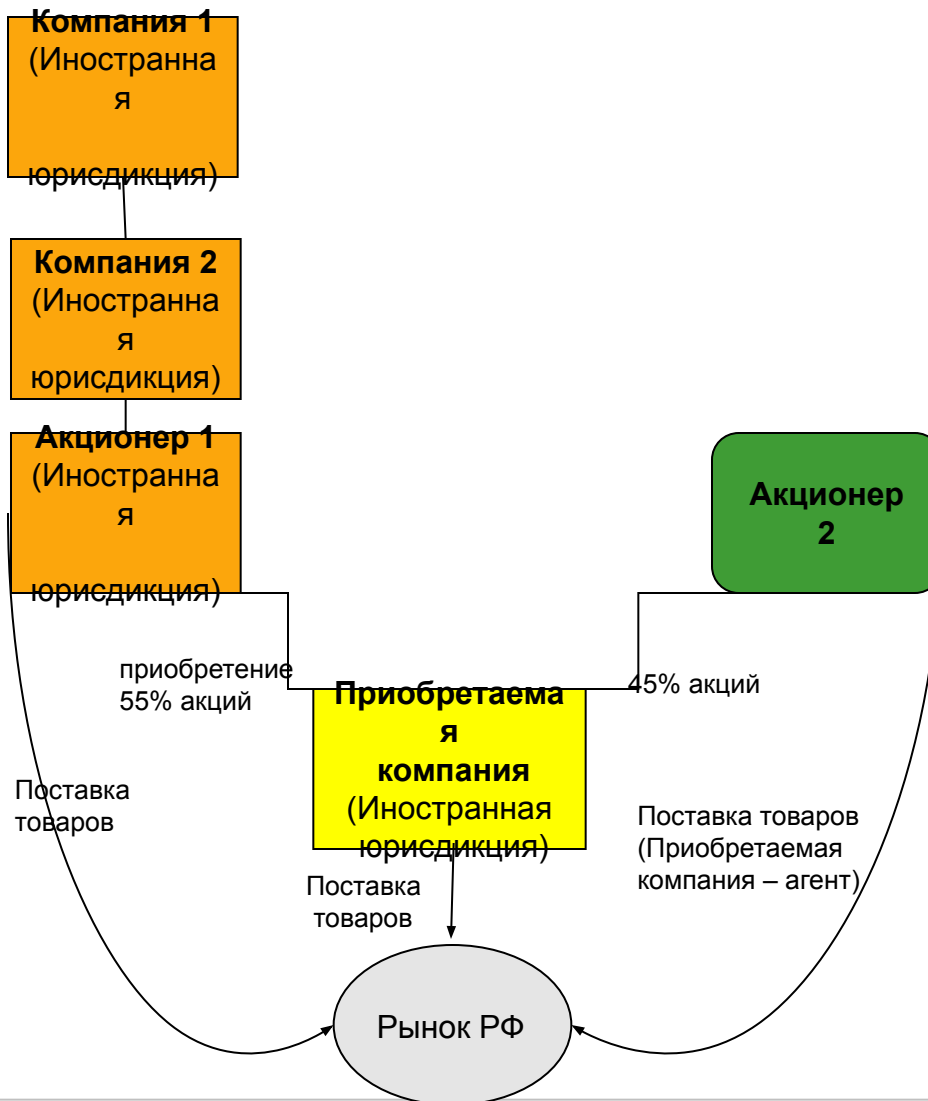 Компания 1
(Иностранна
я
юрисдикция)
Компания 2
(Иностранна
я
юрисдикция)
Акционер 1
(Иностранна
я
юрисдикция)
Акционер
2
приобретение
55% акций
45% акций
Приобретаема
я
компания
(Иностранная
юрисдикция)
Поставка
товаров
Поставка товаров
(Приобретаемая
компания – агент)
Поставка
товаров
Рынок РФ